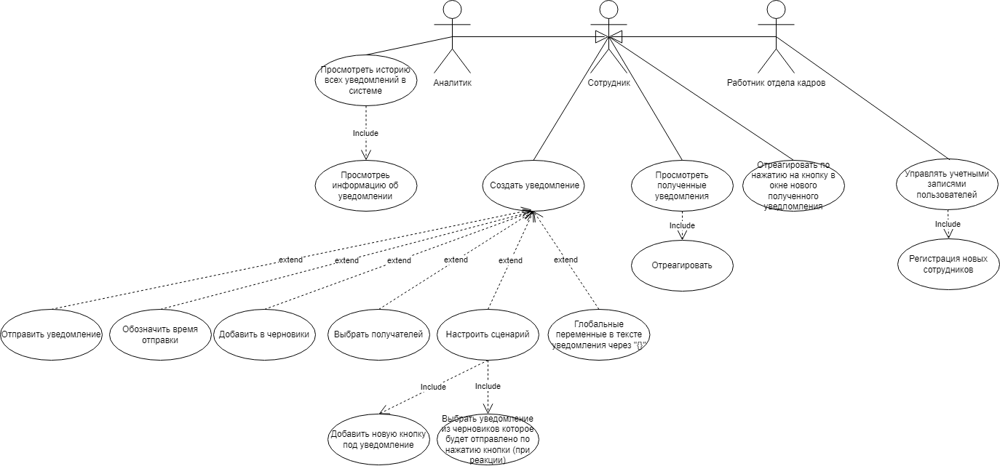 Аналитик
Сотрудник
Работник отдела кадров
Просмотреть историю
всех уведомлений в
системе
Include
Просмотреь
информацию об
уведомлении
Создать уведомление
Просмотреть
полученные
уведомления
Отреагировать по
нажатию на кнопку в
окне нового
полученного
уведломления
Управлять учетными
записями
пользователей
Include
Include
Отреагировать
Регистрация новых
сотрудников
extend
extend
extend
extend
extend
extend
Отправить уведомление
Обозначить время
отправки
Добавить в черновики
Выбрать получателей
Настроить сценарий
Глобальные
переменные в тексте
уведомления через "{}"
Include
Include
Добавить новую кнопку
под уведомление
Выбрать уведомление
из черновиков которое
будет отправлено по
нажатию кнопки (при
реакции)